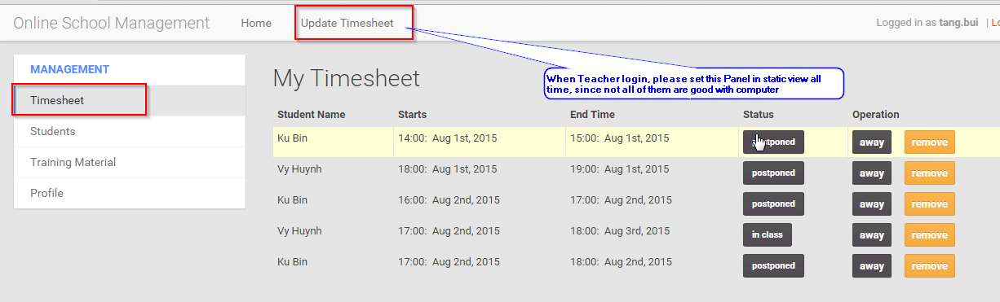 Online School Management Home Update Timesheet Logged in as tang.bui |
MANAGEMENT
Timesheet
Students
Training Material
Profile
When Teacher login, please set this Panel in static view all
time, since not all of them are good with computer
My Timesheet
Student Name Starts End Time Status Operation
Ku Bin 14:00: Aug 1st, 2015 15:00: Aug 1st, 2015 postponed away remove
Vy Huynh 18:00: Aug 1st, 2015 19:00: Aug 1st, 2015 postponed away remove
Ku Bin 16:00: Aug 2nd, 2015 17:00: Aug 2nd, 2015 postponed away remove
Vy Huynh 17:00: Aug 2nd, 2015 18:00: Aug 3rd, 2015 in class away remove
Ku Bin 17:00: Aug 2nd, 2015 18:00: Aug 2nd, 2015 postponed away remove